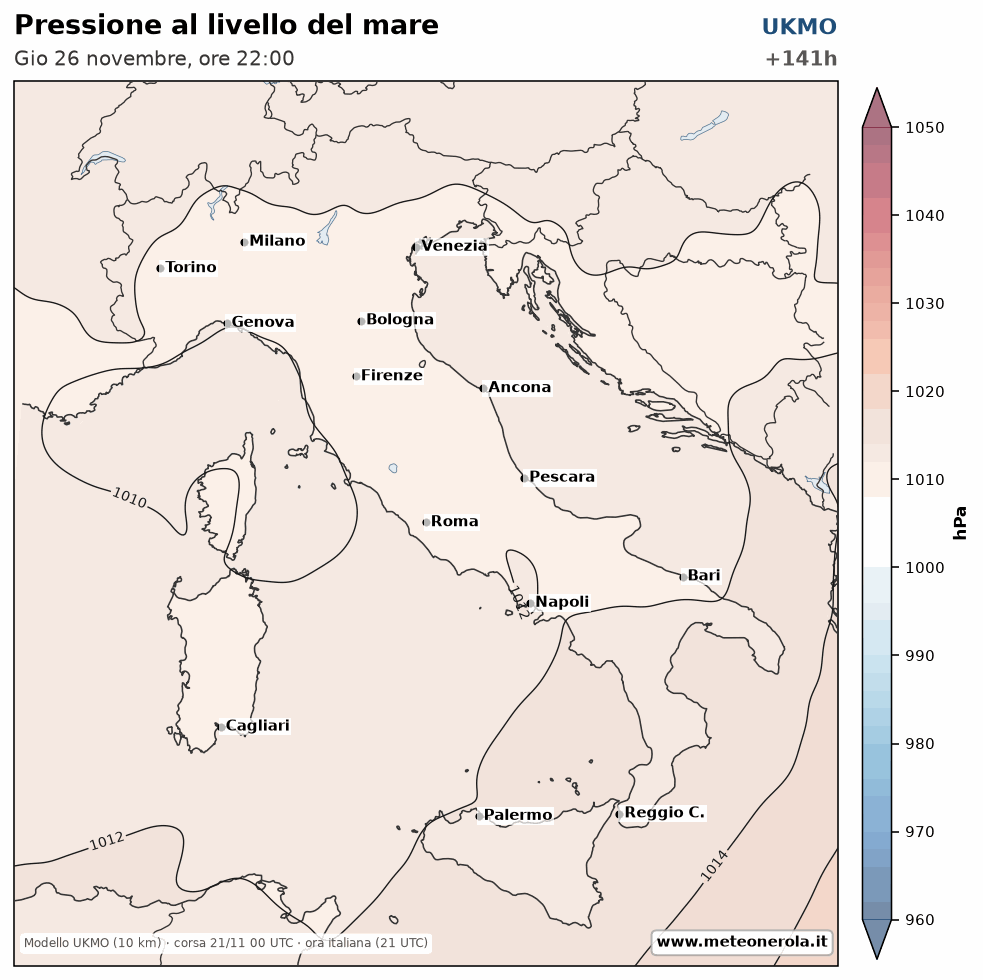 Pressione al livello del mare
UKMO
Gio 26 novembre, ore 22:00
+141h
Milano
Venezia
Torino
Genova
Bologna
Firenze
Ancona
Pescara
1010
Roma
Bari
1012
Napoli
Cagliari
Palermo
Reggio C.
1012
1014
Modello UKMO (10 km) · corsa 21/11 00 UTC · ora italiana (21 UTC)
www.meteonerola.it
1050
1040
1030
1020
1010
1000
990
980
970
960
hPa